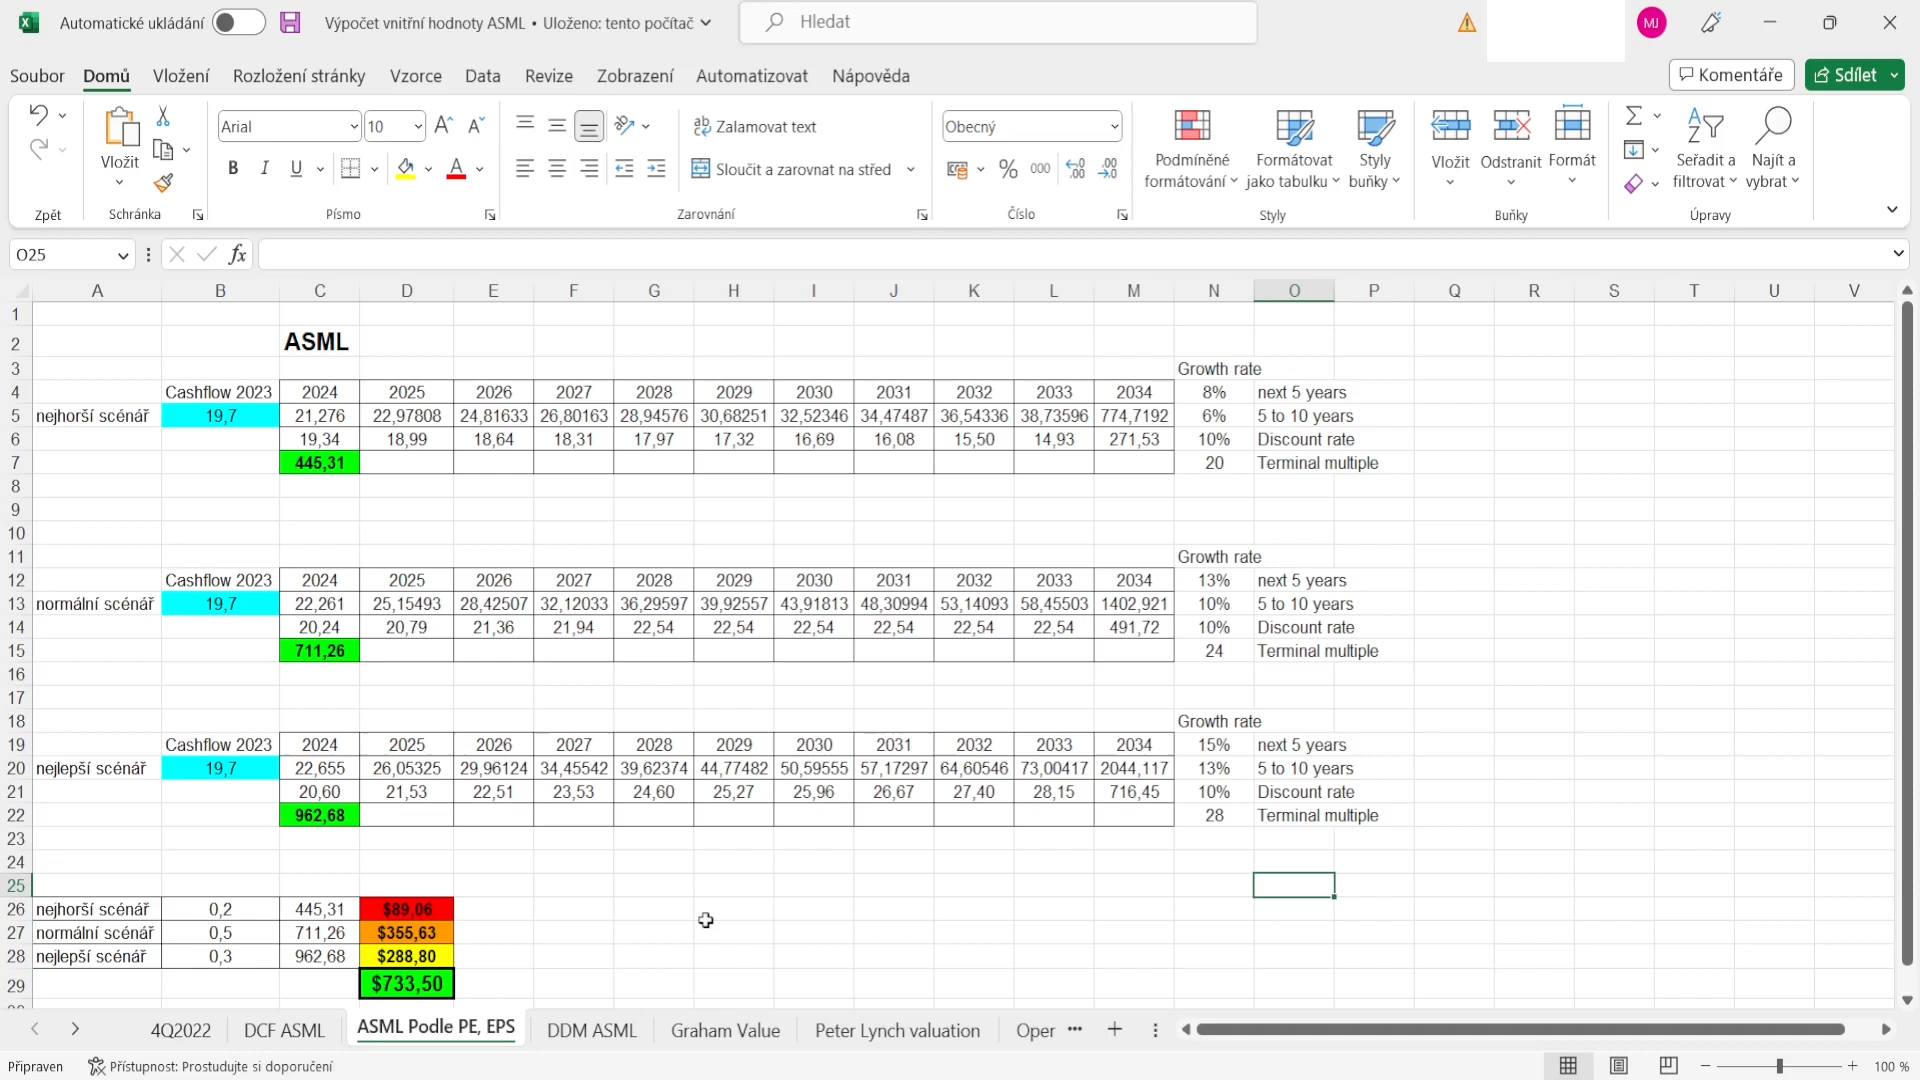 Automatické ukládání
Výpočet vnitřní hodnoty ASML • Uloženo: tento počítač
Hledat
MJ
Soubor Domů Vložení Rozložení stránky Vzorce Data Revize Zobrazení Automatizovat Nápověda
Komentáře Sdílet
Arial 10 Zalamovat text Obecný
Vložit B I U A Sloučit a zarovnat na střed % 000
Podmíněné formátování Formátovat jako tabulku Styly buňky Vložit Odstranit Formát Seřadit a filtrovat Najít a vybrat
Zpět Schránka Písmo Zarovnání Číslo Styly Buňky Úpravy
O25 fx
A B C D E F G H I J K L M N O P Q R S T U V
1
2 ASML
3 Growth rate
4 Cashflow 2023 2024 2025 2026 2027 2028 2029 2030 2031 2032 2033 2034 8% next 5 years
5 nejhorší scénář 19,7 21,276 22,97808 24,81633 26,80163 28,94576 30,68251 32,52346 34,47487 36,54336 38,73596 774,7192 6% 5 to 10 years
6 19,34 18,99 18,64 18,31 17,97 17,32 16,69 16,08 15,50 14,93 271,53 10% Discount rate
7 445,31 20 Terminal multiple
8
9
10
11 Growth rate
12 Cashflow 2023 2024 2025 2026 2027 2028 2029 2030 2031 2032 2033 2034 13% next 5 years
13 normální scénář 19,7 22,261 25,15493 28,42507 32,12033 36,29597 39,92557 43,91813 48,30994 53,14093 58,45503 1402,921 10% 5 to 10 years
14 20,24 20,79 21,36 21,94 22,54 22,54 22,54 22,54 22,54 22,54 491,72 10% Discount rate
15 711,26 24 Terminal multiple
16
17
18 Growth rate
19 Cashflow 2023 2024 2025 2026 2027 2028 2029 2030 2031 2032 2033 2034 15% next 5 years
20 nejlepší scénář 19,7 22,655 26,05325 29,96124 34,45542 39,62374 44,77482 50,59555 57,17297 64,60546 73,00417 2044,117 13% 5 to 10 years
21 20,60 21,53 22,51 23,53 24,60 25,27 25,96 26,67 27,40 28,15 716,45 10% Discount rate
22 962,68 28 Terminal multiple
23
24
25
26 nejhorší scénář 0,2 445,31 $89,06
27 normální scénář 0,5 711,26 $355,63
28 nejlepší scénář 0,3 962,68 $288,80
29 $733,50
4Q2022 DCF ASML ASML Podle PE, EPS DDM ASML Graham Value Peter Lynch valuation Oper ...
Připraven Přístupnost: Prostudujte si doporučení 100 %